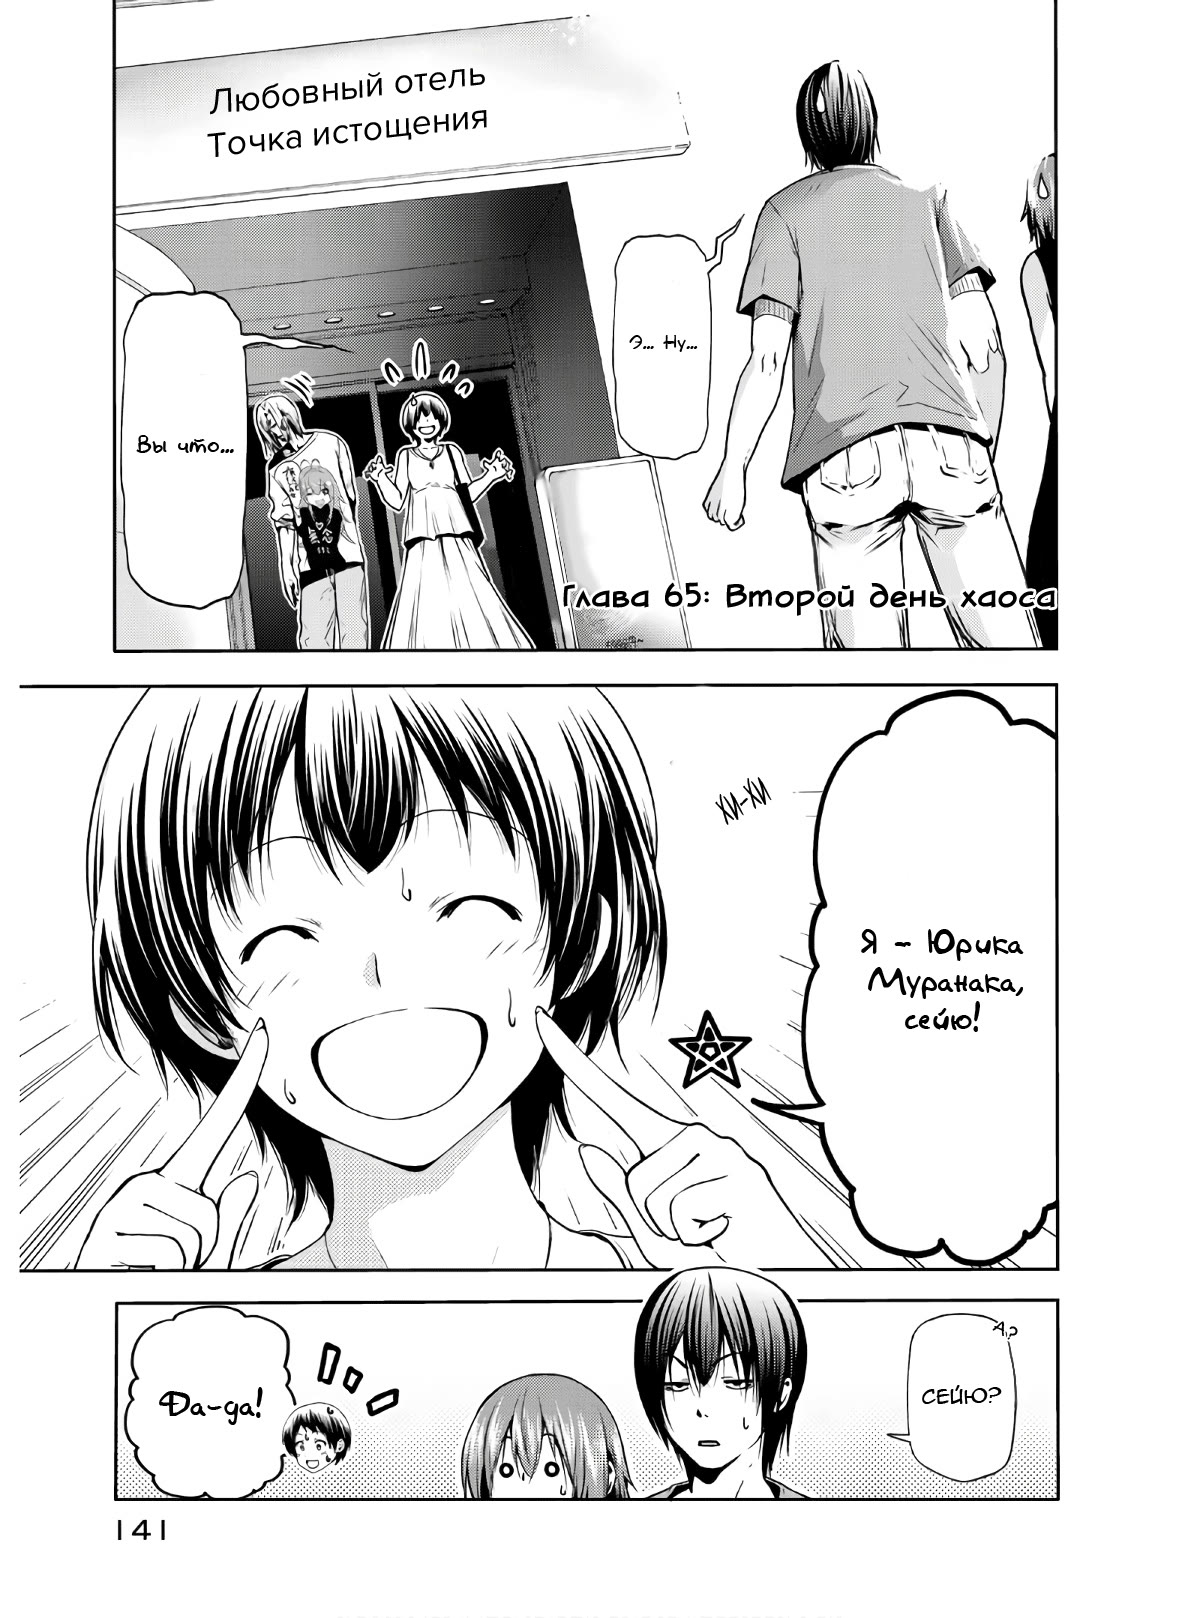 Любовный отель
Точка истощения
Э... Ну...
Вы что...
Глава 65: Второй день хаоса
ХИ-ХИ
Я - Юрика
Муранака,
сейю!
А?
СЕЙЮ?
Да-да!
141